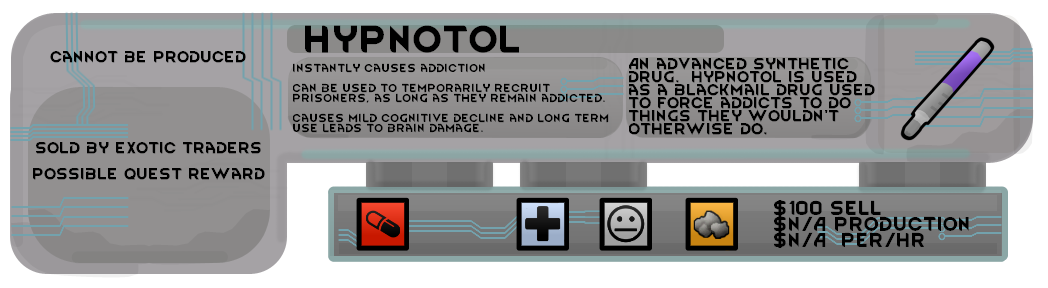 CANNOT BE PRODUCED
SOLD BY EXOTIC TRADERS
POSSIBLE QUEST REWARD
HYPNOTOL
INSTANTLY CAUSES ADDICTION
CAN BE USED TO TEMPORARILY RECRUIT
PRISONERS, AS LONG AS THEY REMAIN ADDICTED.
CAUSES MILD COGNITIVE DECLINE AND LONG TERM
USE LEADS TO BRAIN DAMAGE.
AN ADVANCED SYNTHETIC
DRUG. HYPNOTOL IS USED
AS A BLACKMAIL DRUG USED
TO FORCE ADDICTS TO DO
THINGS THEY WOULDN'T
OTHERWISE DO.
$100 SELL
$N/A PRODUCTION
$N/A PER/HR